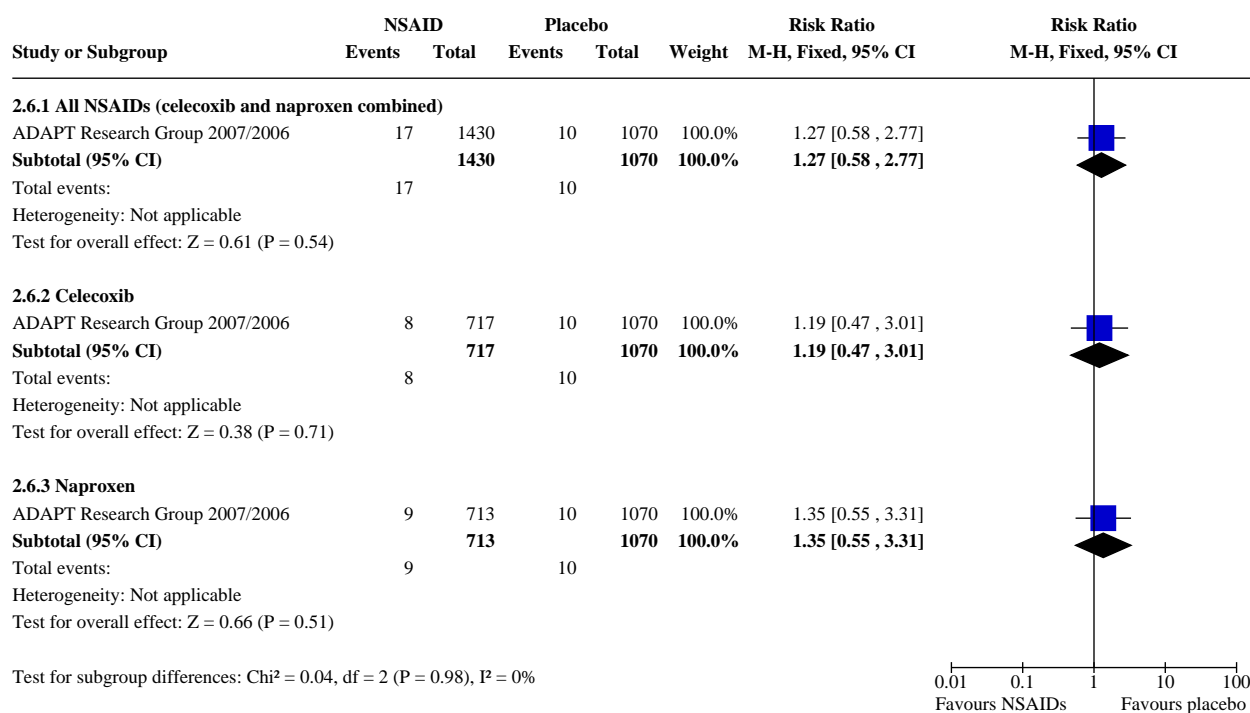 NSAID Placebo Risk Ratio Risk Ratio
Study or Subgroup Events Total Events Total Weight M-H, Fixed, 95% CI M-H, Fixed, 95% CI
2.6.1 All NSAIDs (celecoxib and naproxen combined)
ADAPT Research Group 2007/2006 17 1430 10 1070 100.0% 1.27 [0.58 , 2.77]
Subtotal (95% CI) 1430 1070 100.0% 1.27 [0.58 , 2.77]
Total events: 17 10
Heterogeneity: Not applicable
Test for overall effect: Z = 0.61 (P = 0.54)
2.6.2 Celecoxib
ADAPT Research Group 2007/2006 8 717 10 1070 100.0% 1.19 [0.47 , 3.01]
Subtotal (95% CI) 717 1070 100.0% 1.19 [0.47 , 3.01]
Total events: 8 10
Heterogeneity: Not applicable
Test for overall effect: Z = 0.38 (P = 0.71)
2.6.3 Naproxen
ADAPT Research Group 2007/2006 9 713 10 1070 100.0% 1.35 [0.55 , 3.31]
Subtotal (95% CI) 713 1070 100.0% 1.35 [0.55 , 3.31]
Total events: 9 10
Heterogeneity: Not applicable
Test for overall effect: Z = 0.66 (P = 0.51)
Test for subgroup differences: Chi² = 0.04, df = 2 (P = 0.98), I² = 0%
0.01 0.1 1 10 100
Favours NSAIDs Favours placebo